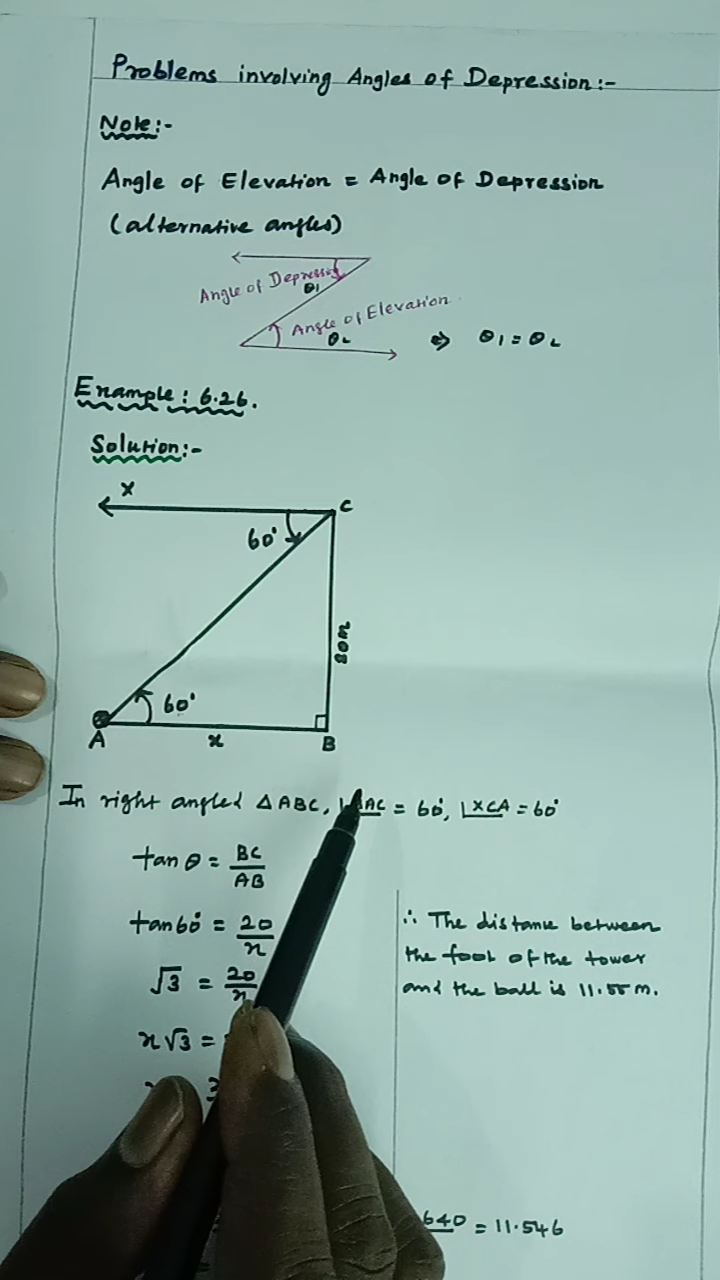 Problems involving Angles of Depression:-
Note:-
Angle of Elevation = Angle of Depression
(alternative angles)
Angle of Depression
θ1
Angle of Elevation
θ2
⇒ θ1 = θ2
Example: 6.26.
Solution:-
X
C
60°
20m
60°
A
x
B
In right angled △ABC, = 60°, ∠XCA = 60°
tan θ = BC/AB
tan 60° = 20/x
√3 = 20/x
x√3 =
∴ The distance between
the foot of the tower
and the ball is 11.55 m.
640 = 11.546